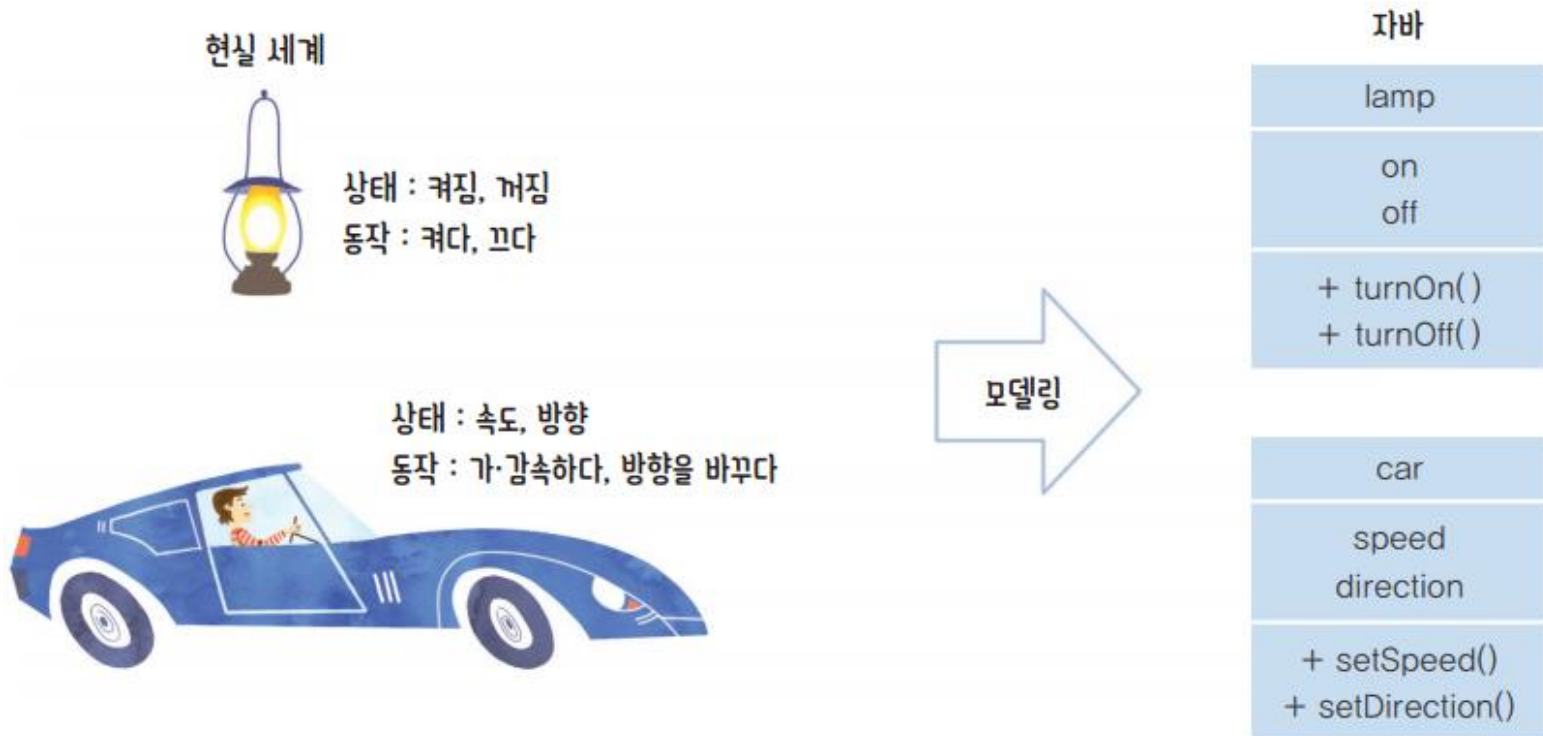 현실 세계
상태 : 켜짐, 꺼짐
동작 : 켜다, 끄다
상태 : 속도, 방향
동작 : 가·감속하다, 방향을 바꾸다
모델링
자바
lamp
on
off
+ turnOn( )
+ turnOff( )
car
speed
direction
+ setSpeed()
+ setDirection()